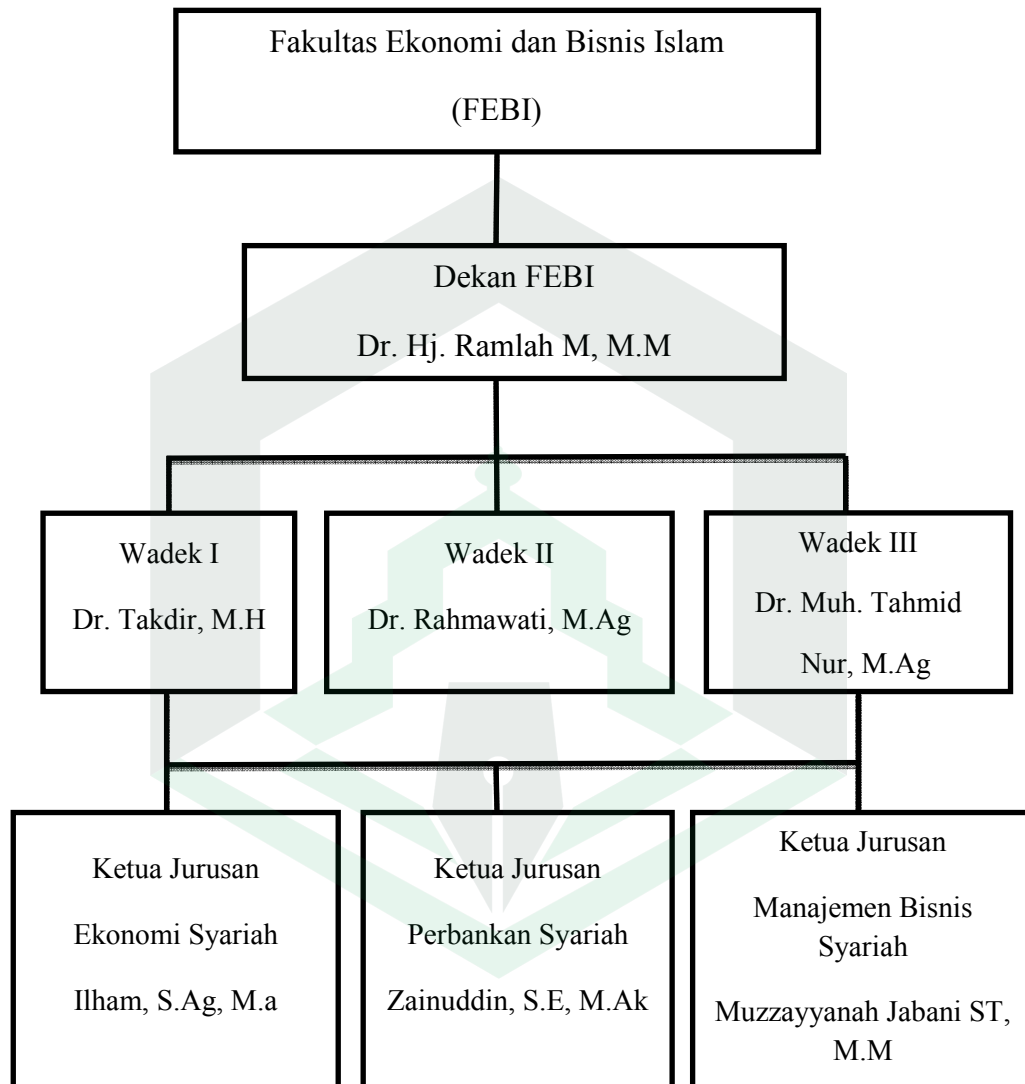 Fakultas Ekonomi dan Bisnis Islam
(FEBI)
Dekan FEBI
Dr. Hj. Ramlah M, M.M
Wadek I
Dr. Takdir, M.H
Wadek II
Dr. Rahmawati, M.Ag
Wadek III
Dr. Muh. Tahmid
Nur, M.Ag
Ketua Jurusan
Ekonomi Syariah
Ilham, S.Ag, M.a
Ketua Jurusan
Perbankan Syariah
Zainuddin, S.E, M.Ak
Ketua Jurusan
Manajemen Bisnis
Syariah
Muzzayyanah Jabani ST,
M.M